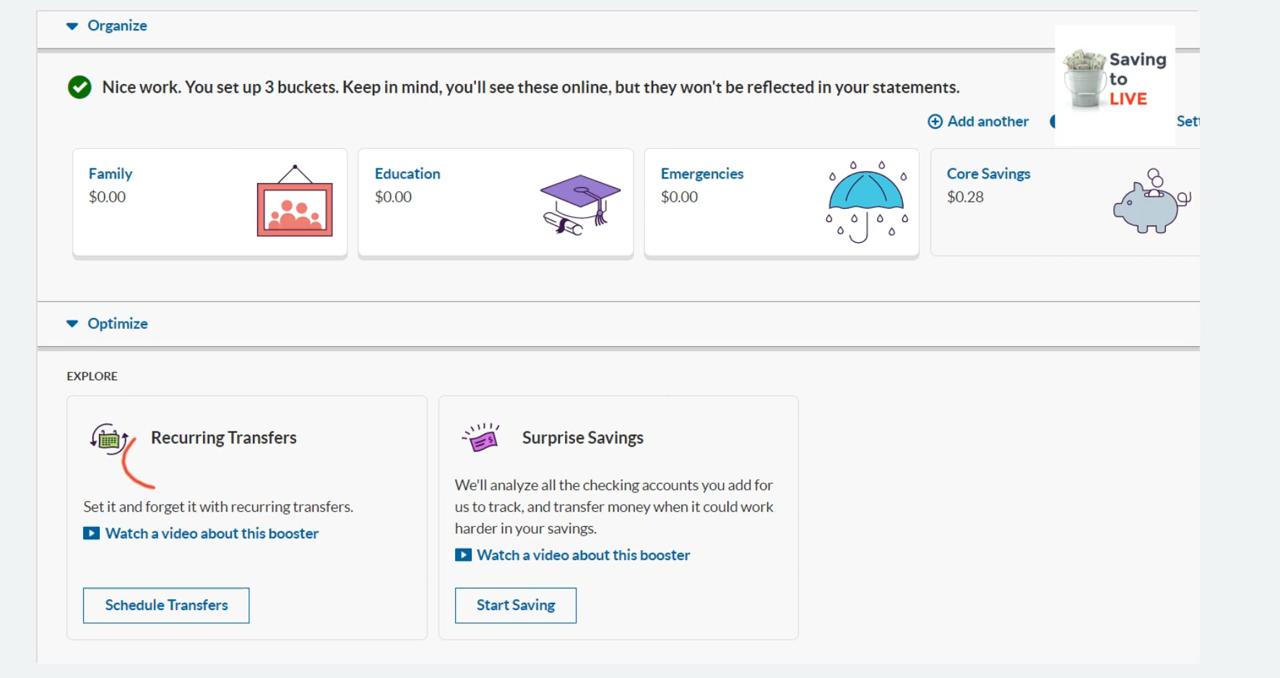 Organize
Saving
to
LIVE
Nice work. You set up 3 buckets. Keep in mind, you'll see these online, but they won't be reflected in your statements.
Add another
Family
$0.00
Education
$0.00
Emergencies
$0.00
Core Savings
$0.28
Optimize
EXPLORE
Recurring Transfers
Set it and forget it with recurring transfers.
Watch a video about this booster
Schedule Transfers
Surprise Savings
We'll analyze all the checking accounts you add for
us to track, and transfer money when it could work
harder in your savings.
Watch a video about this booster
Start Saving